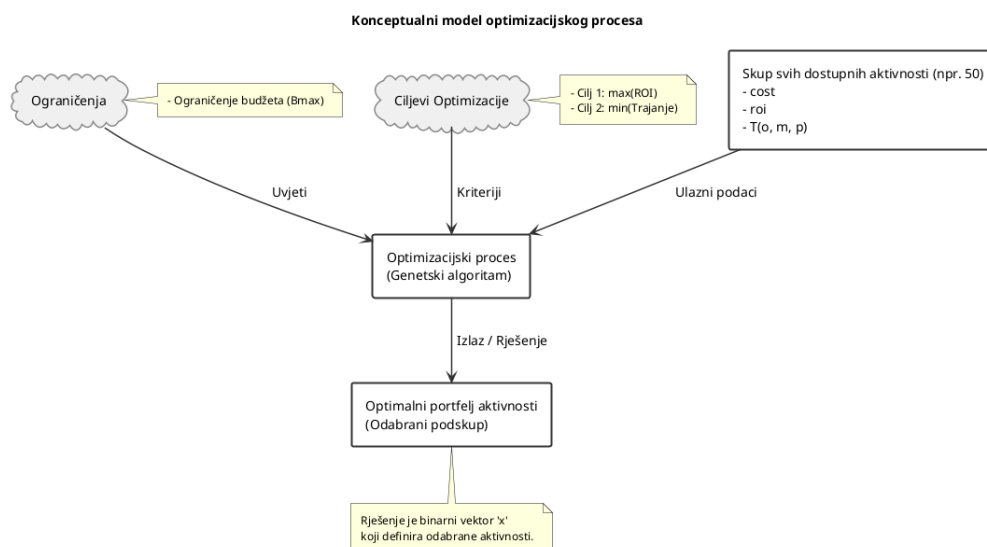 Konceptualni model optimizacijskog procesa
Ograničenja
- Ograničenje budžeta (Bmax)
Ciljevi Optimizacije
- Cilj 1: max(ROI)
- Cilj 2: min(Trajanje)
Skup svih dostupnih aktivnosti (npr. 50)
- cost
- roi
- T(o, m, p)
Uvjeti
Kriteriji
Ulazni podaci
Optimizacijski proces
(Genetski algoritam)
Izlaz / Rješenje
Optimalni portfelj aktivnosti
(Odabrani podskup)
Rješenje je binarni vektor 'x'
koji definira odabrane aktivnosti.